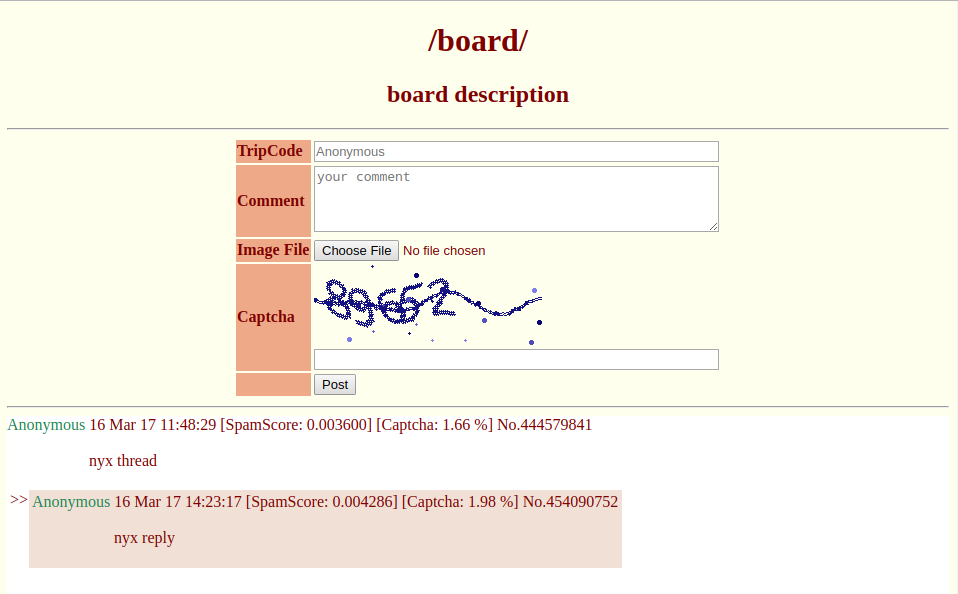 /board/
board description
TripCode Anonymous
Comment your comment
Image File Choose File No file chosen
Captcha
Post
Anonymous 16 Mar 17 11:48:29 [SpamScore: 0.003600] [Captcha: 1.66 %] No.444579841
nyx thread
>> Anonymous 16 Mar 17 14:23:17 [SpamScore: 0.004286] [Captcha: 1.98 %] No.454090752
nyx reply